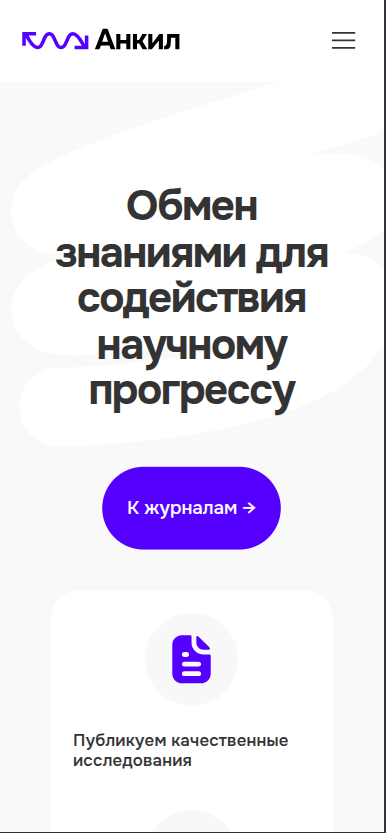 Анкил
Обмен
знаниями для
содействия
научному
прогрессу
К журналам →
Публикуем качественные
исследования